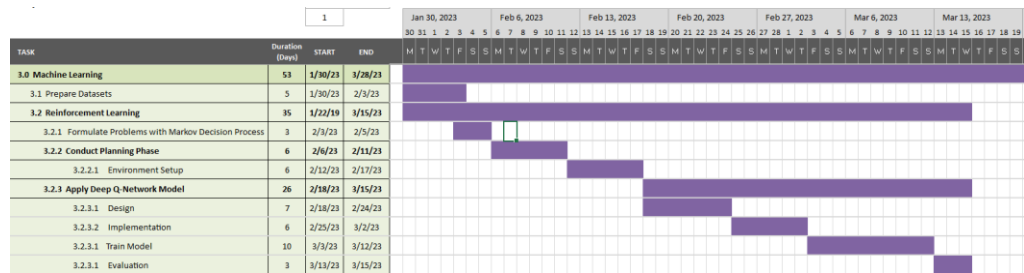 1 Jan 30, 2023 Feb 6, 2023 Feb 13, 2023 Feb 20, 2023 Feb 27, 2023 Mar 6, 2023 Mar 13, 2023
30 31 1 2 3 4 5 6 7 8 9 10 11 12 13 14 15 16 17 18 19 20 21 22 23 24 25 26 27 28 1 2 3 4 5 6 7 8 9 10 11 12 13 14 15 16 17 18 19
TASK Duration (Days) START END M T W T F S S M T W T F S S M T W T F S S M T W T F S S M T W T F S S M T W T F S S M T W T F S S
3.0 Machine Learning 53 1/30/23 3/28/23
3.1 Prepare Datasets 5 1/30/23 2/3/23
3.2 Reinforcement Learning 35 1/22/19 3/15/23
3.2.1 Formulate Problems with Markov Decision Process 3 2/3/23 2/5/23
3.2.2 Conduct Planning Phase 6 2/6/23 2/11/23
3.2.2.1 Environment Setup 6 2/12/23 2/17/23
3.2.3 Apply Deep Q-Network Model 26 2/18/23 3/15/23
3.2.3.1 Design 7 2/18/23 2/24/23
3.2.3.2 Implementation 6 2/25/23 3/2/23
3.2.3.1 Train Model 10 3/3/23 3/12/23
3.2.3.1 Evaluation 3 3/13/23 3/15/23